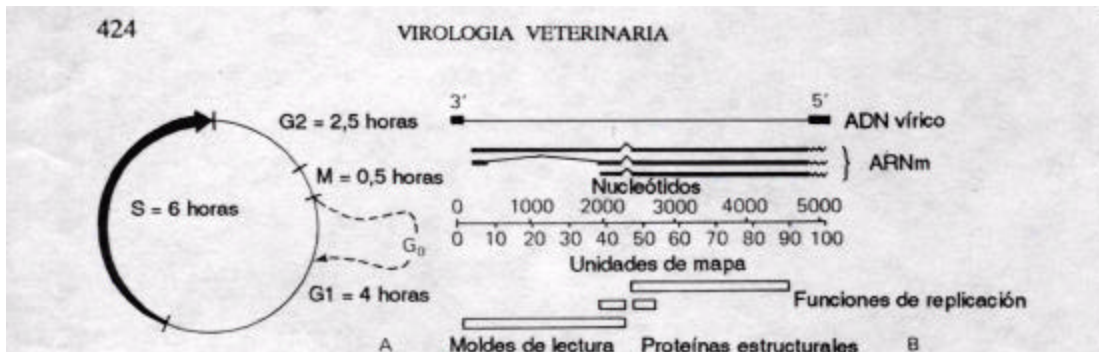 424
VIROLOGIA VETERINARIA
G2 = 2,5 horas
M = 0,5 horas
S = 6 horas
G0
G1 = 4 horas
A
3' 5'
ADN vírico
ARNm
Nucleótidos
0 1000 2000 3000 4000 5000
0 10 20 30 40 50 60 70 80 90 100
Unidades de mapa
Funciones de replicación
Moldes de lectura Proteínas estructurales B